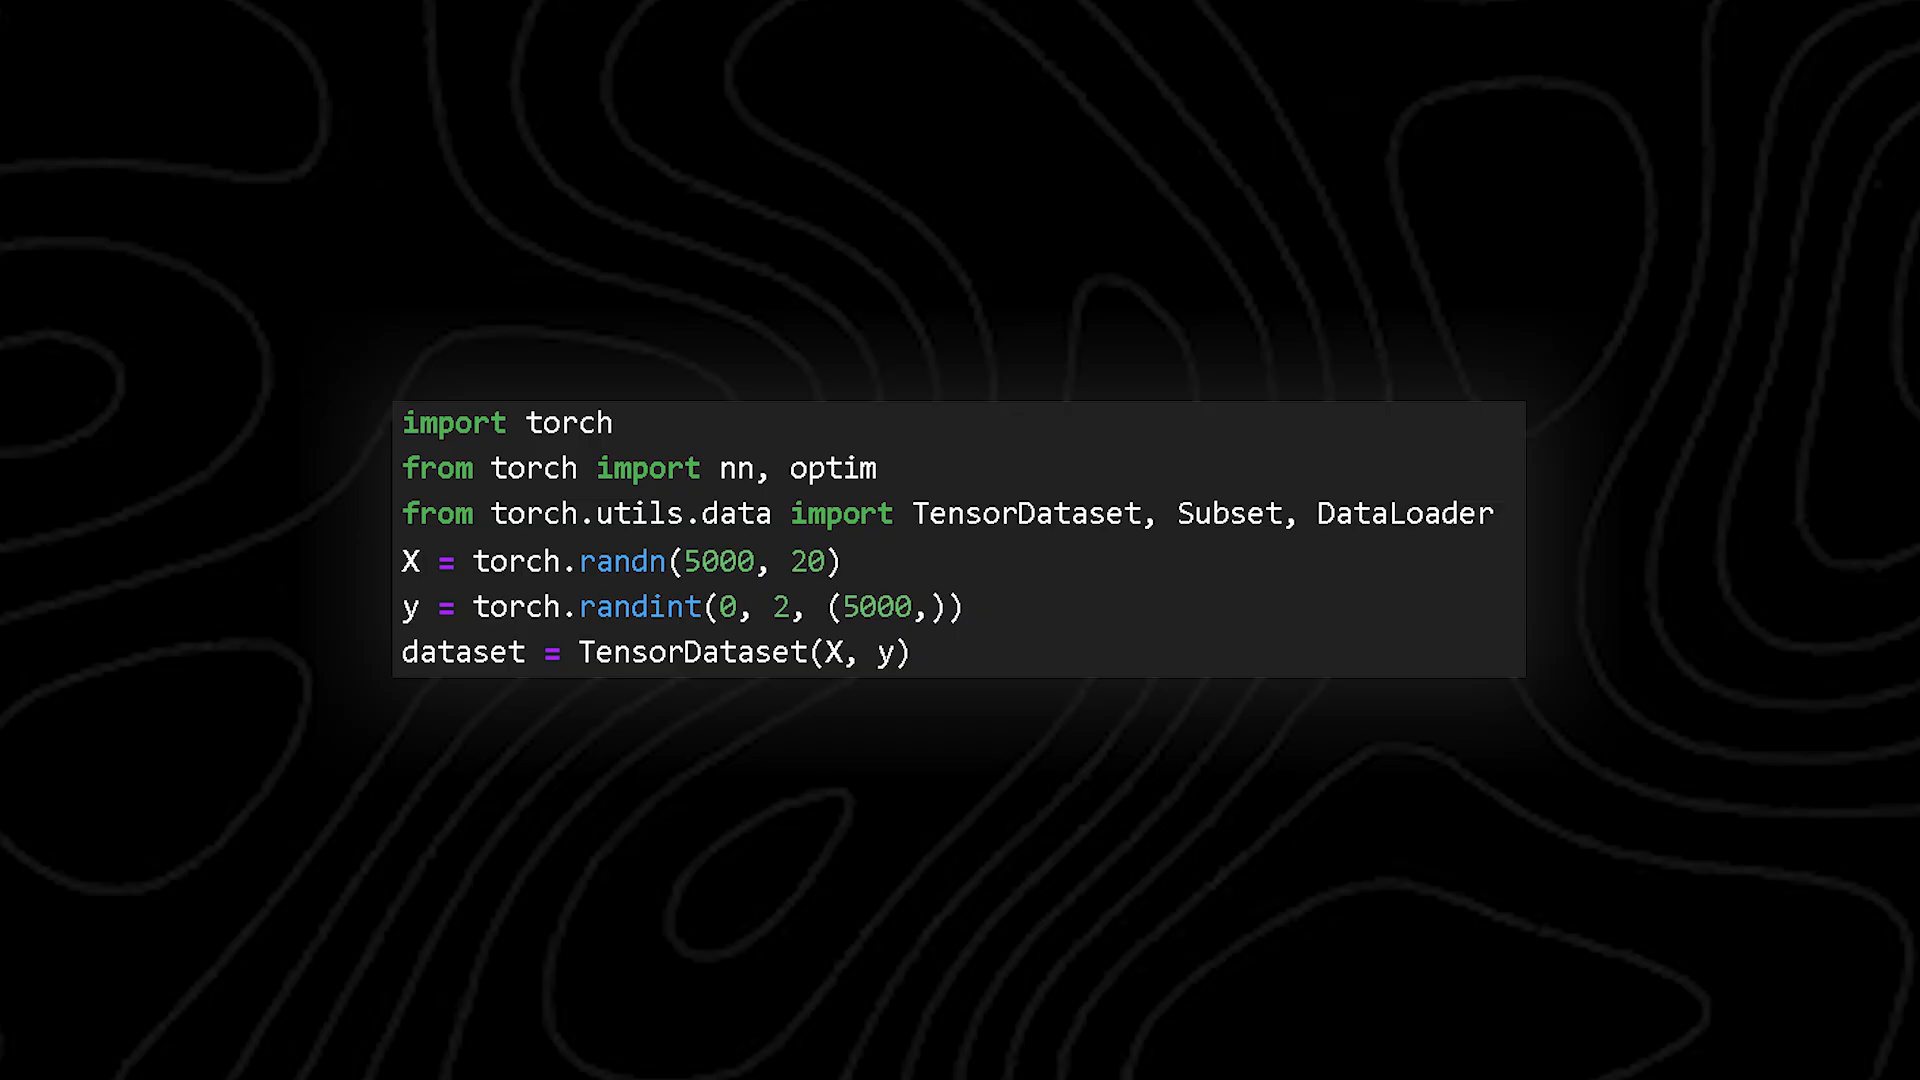 import torch
from torch import nn, optim
from torch.utils.data import TensorDataset, Subset, DataLoader
X = torch.randn(5000, 20)
y = torch.randint(0, 2, (5000,))
dataset = TensorDataset(X, y)